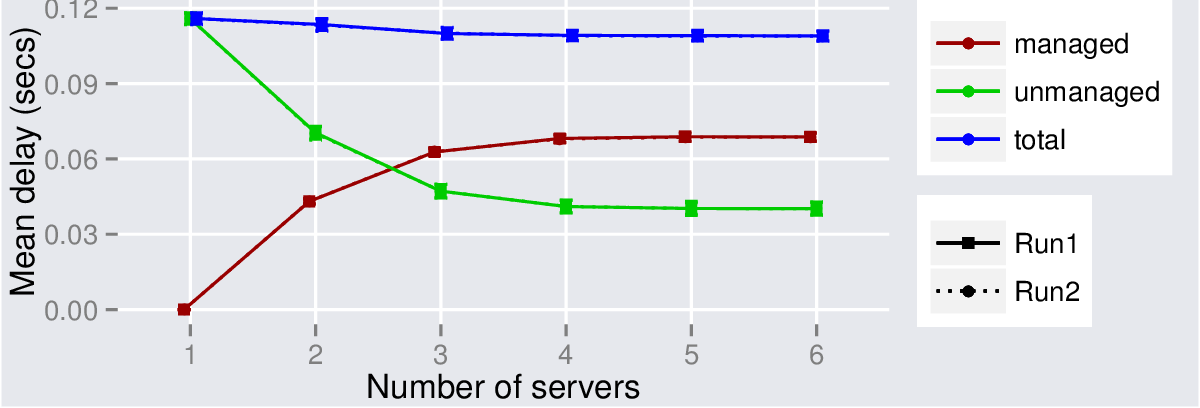 0.12
0.09
0.06
0.03
0.00
Mean delay (secs)
1 2 3 4 5 6
Number of servers
managed
unmanaged
total
Run1
Run2